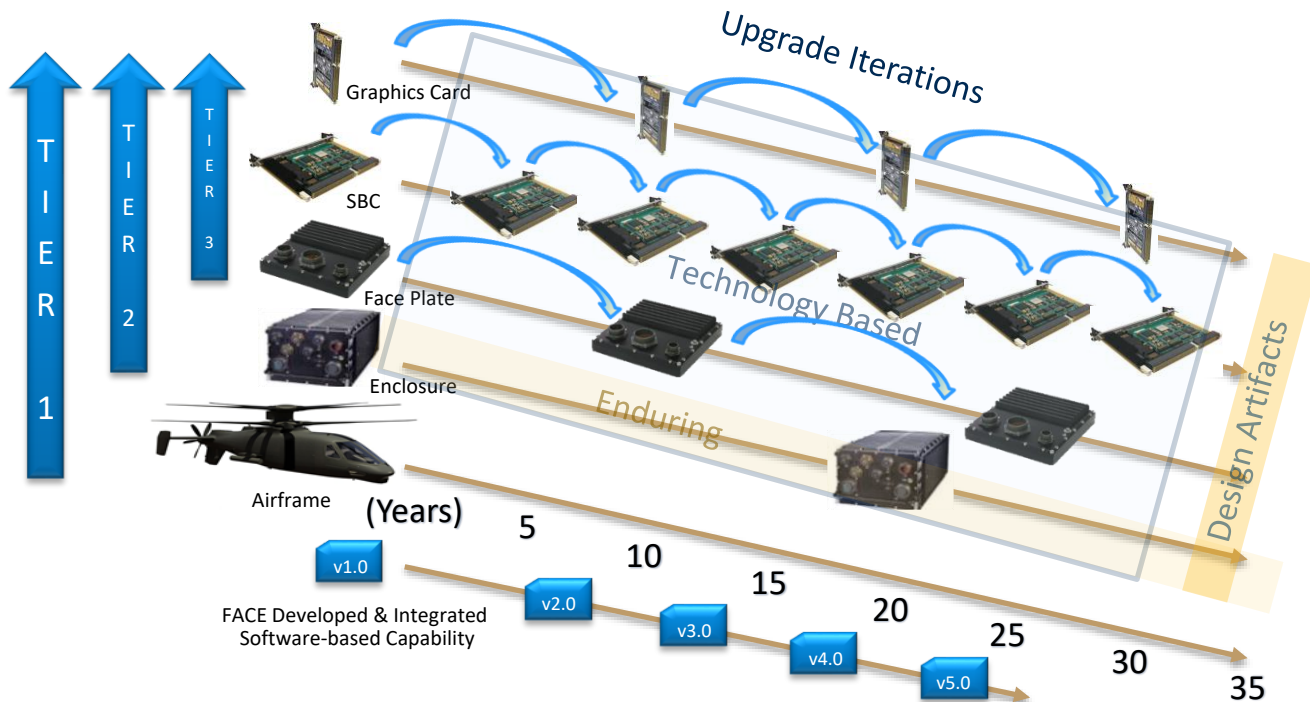 Upgrade Iterations
TIER 1
TIER 2
TIER 3
Graphics Card
SBC
Face Plate
Enclosure
Airframe
Technology Based
Enduring
Design Artifacts
(Years)
5
10
15
20
25
30
35
v1.0
v2.0
v3.0
v4.0
v5.0
FACE Developed & Integrated
Software-based Capability